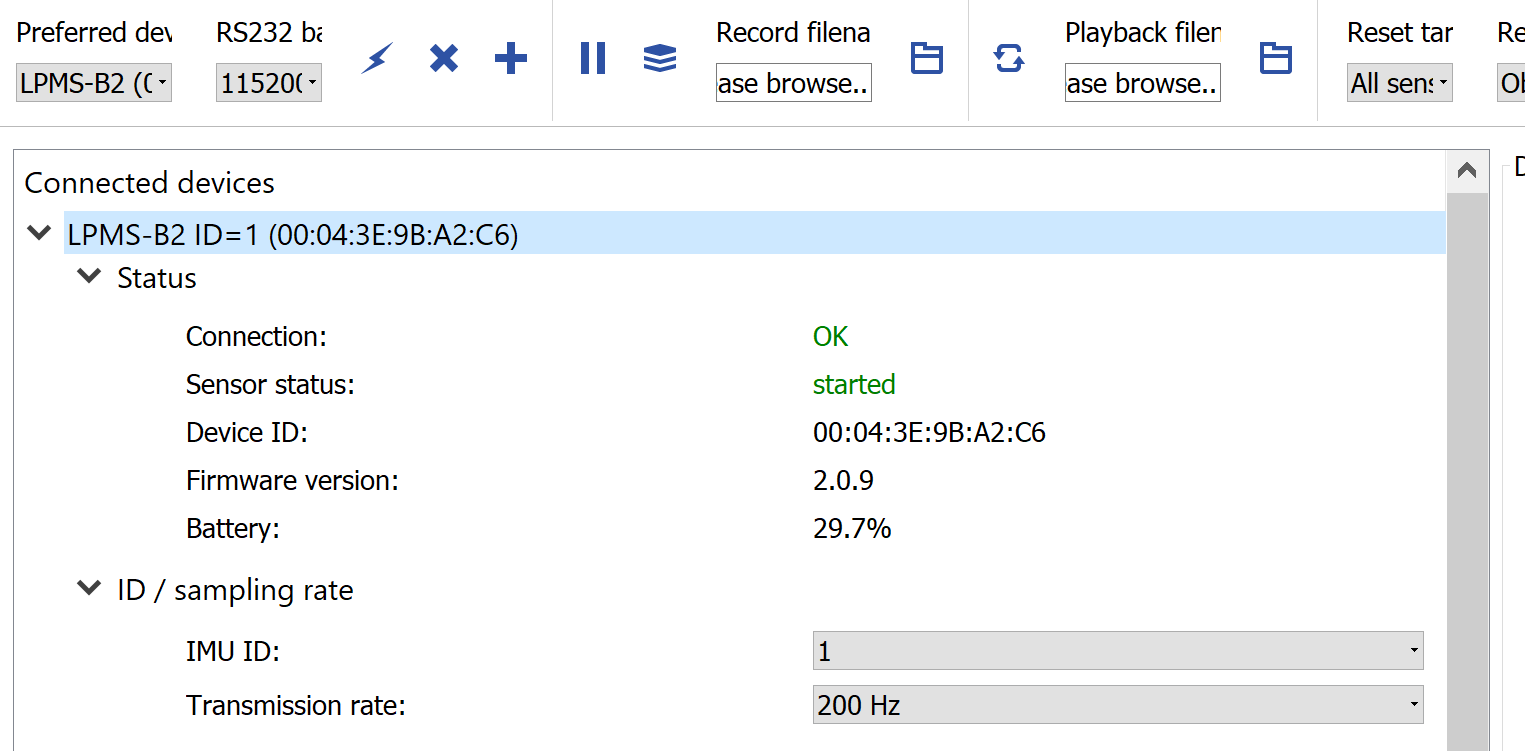 Preferred dev RS232 ba Record filena Playback filen Reset tar Re
LPMS-B2 (0 11520 ase browse.. ase browse.. All sens Ob
Connected devices
LPMS-B2 ID=1 (00:04:3E:9B:A2:C6)
Status
Connection: OK
Sensor status: started
Device ID: 00:04:3E:9B:A2:C6
Firmware version: 2.0.9
Battery: 29.7%
ID / sampling rate
IMU ID: 1
Transmission rate: 200 Hz